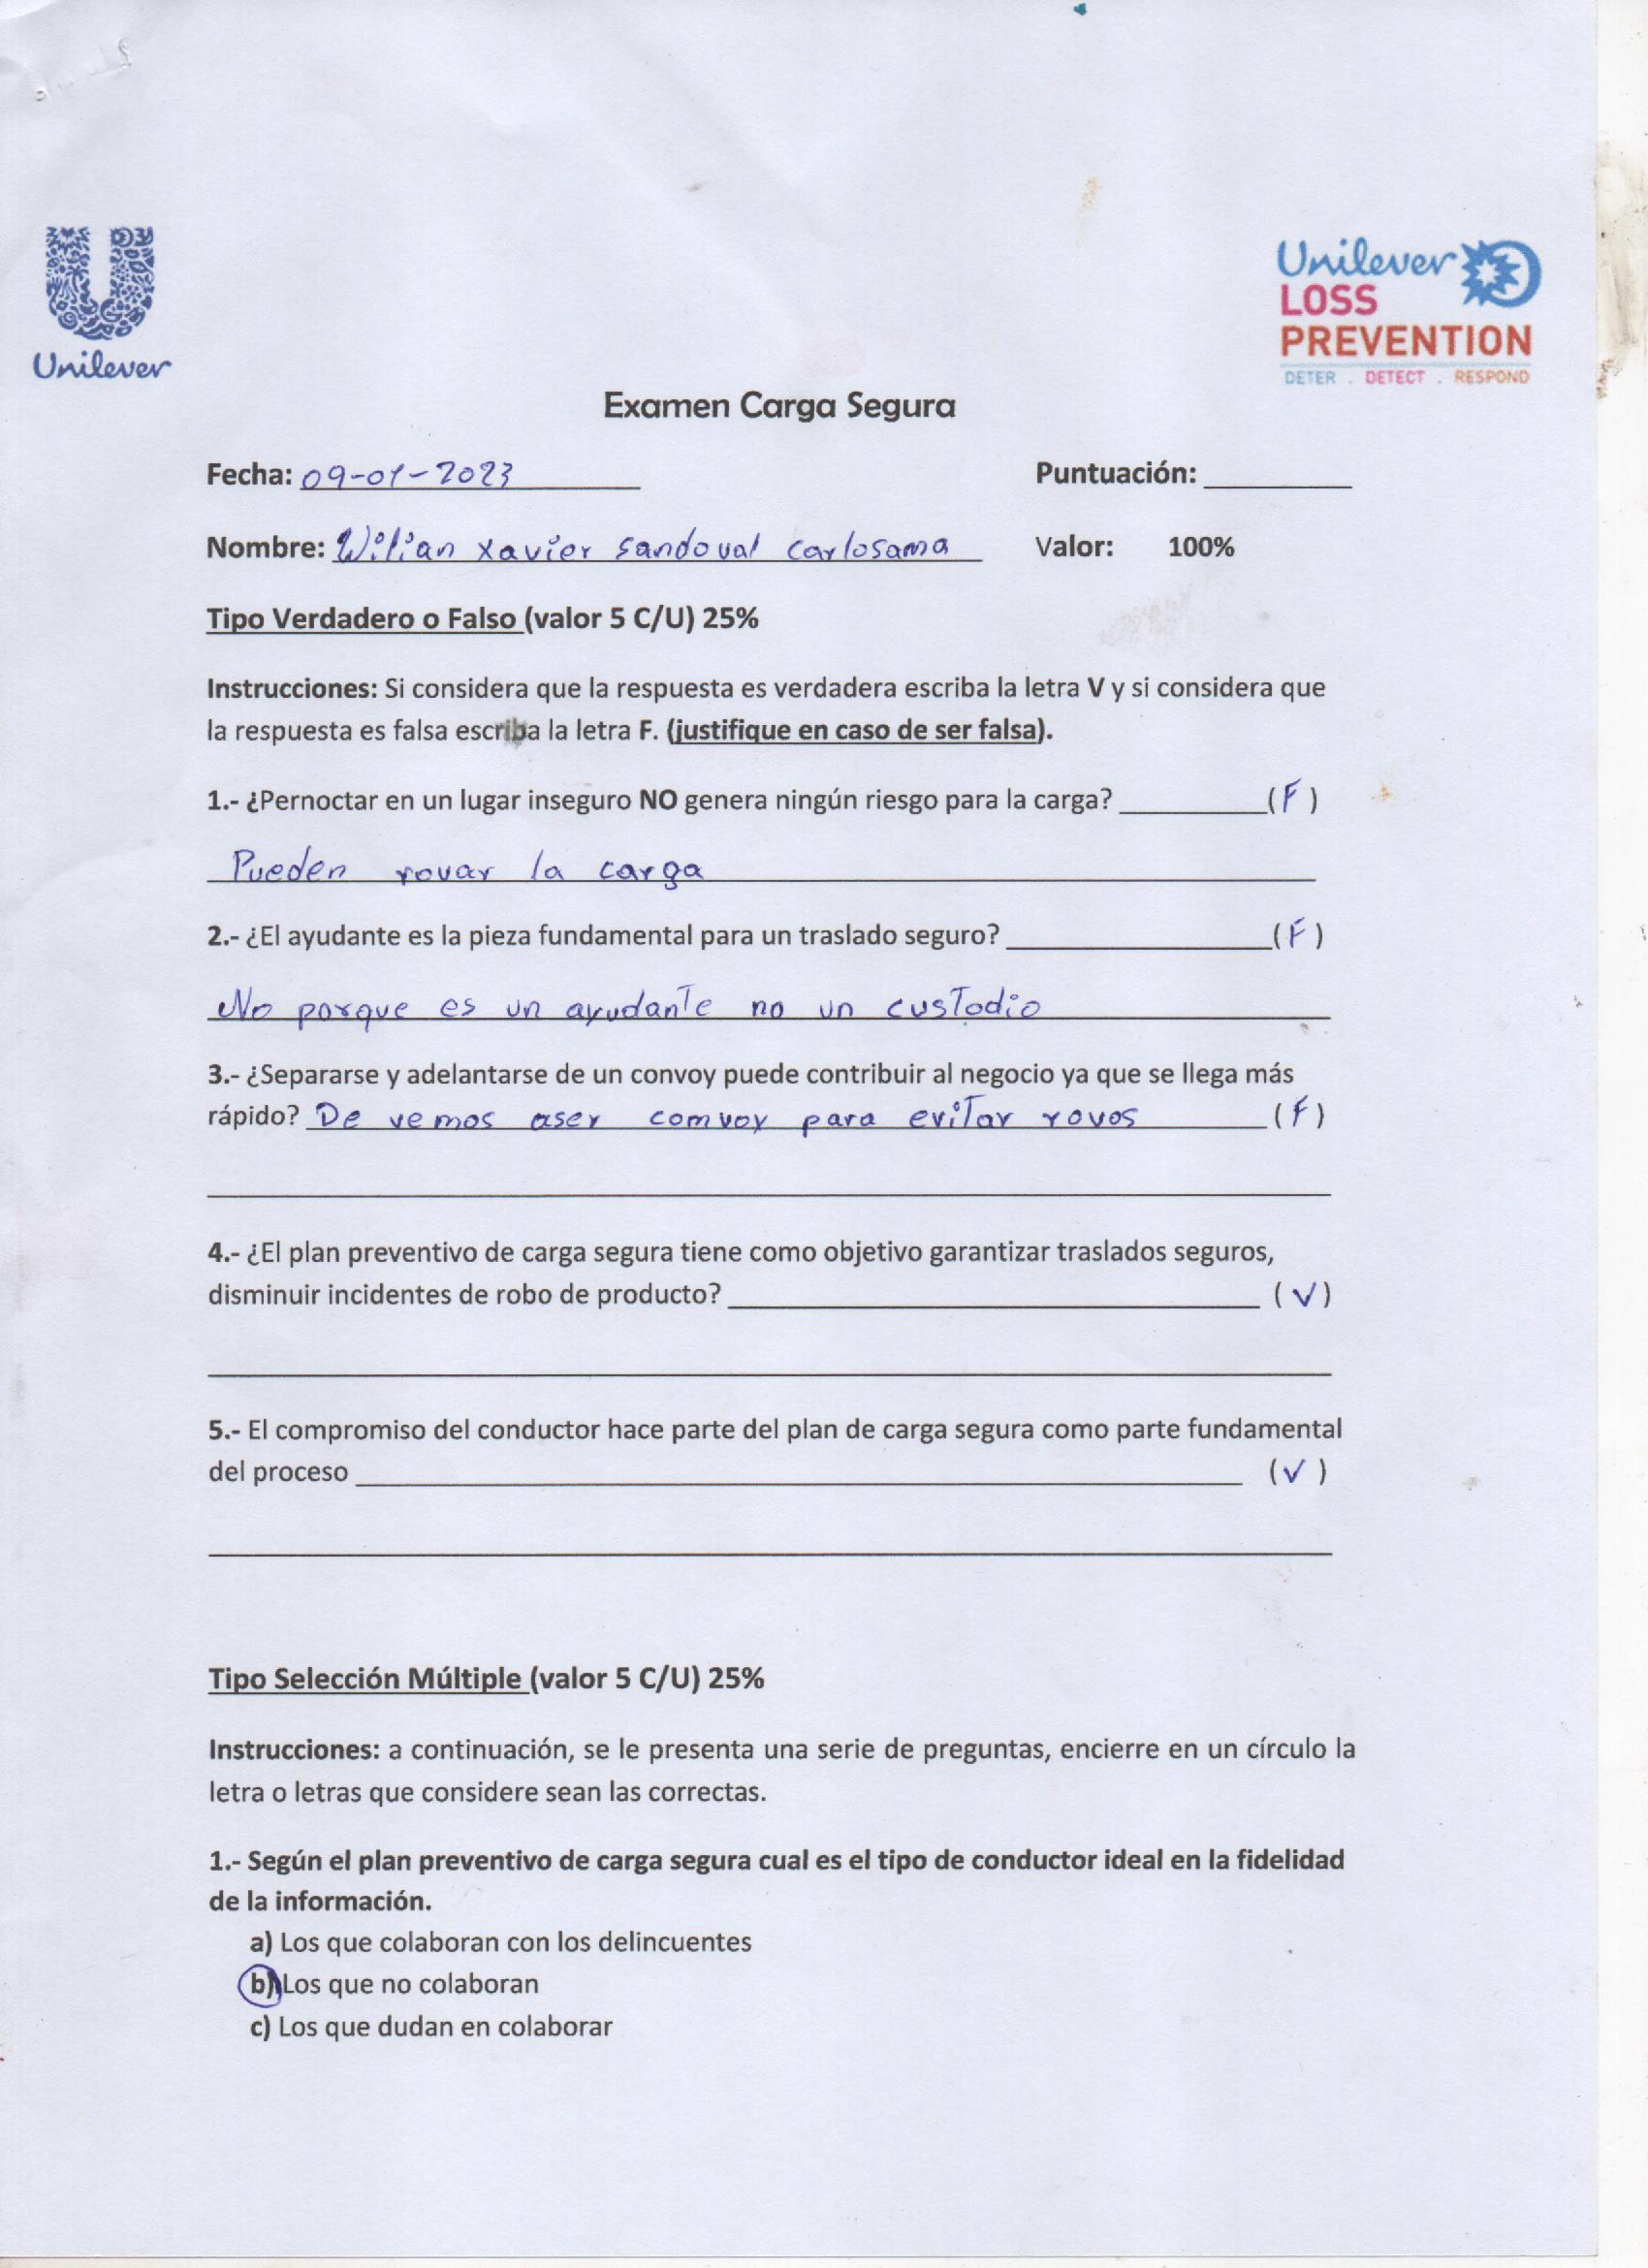 Unilever
Unilever
LOSS
PREVENTION
DETER . DETECT . RESPOND
Examen Carga Segura
Fecha: 09-01-2023 Puntuación:
Nombre: Wilian Xavier Sandoval Carlosama Valor: 100%
Tipo Verdadero o Falso (valor 5 C/U) 25%
Instrucciones: Si considera que la respuesta es verdadera escriba la letra V y si considera que
la respuesta es falsa escriba la letra F. (justifique en caso de ser falsa).
1.- ¿Pernoctar en un lugar inseguro NO genera ningún riesgo para la carga? (F)
Pueden rovar la carga
2.- ¿El ayudante es la pieza fundamental para un traslado seguro? (F)
No porque es un ayudante no un custodio
3.- ¿Separarse y adelantarse de un convoy puede contribuir al negocio ya que se llega más
rápido? De vemos aser comvoy para evitar rovos (F)
4.- ¿El plan preventivo de carga segura tiene como objetivo garantizar traslados seguros,
disminuir incidentes de robo de producto? (V)
5.- El compromiso del conductor hace parte del plan de carga segura como parte fundamental
del proceso (V)
Tipo Selección Múltiple (valor 5 C/U) 25%
Instrucciones: a continuación, se le presenta una serie de preguntas, encierre en un círculo la
letra o letras que considere sean las correctas.
1.- Según el plan preventivo de carga segura cual es el tipo de conductor ideal en la fidelidad
de la información.
a) Los que colaboran con los delincuentes
b) Los que no colaboran
c) Los que dudan en colaborar